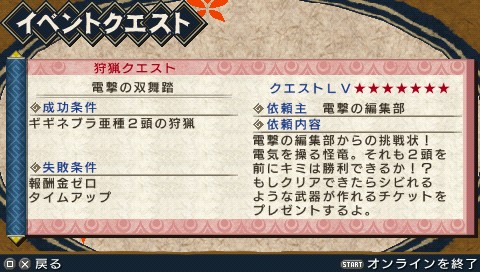 イベントクエスト
狩猟クエスト
電撃の双舞踏
クエストＬＶ★★★★★★★
成功条件
ギギネブラ亜種２頭の狩猟
失敗条件
報酬金ゼロ
タイムアップ
依頼主 電撃の編集部
依頼内容
電撃の編集部からの挑戦状！
電気を操る怪竜。それも２頭を
前にキミは勝利できるか！？
もしクリアできたらシビれる
ような武器が作れるチケットを
プレゼントするよ。
○×戻る
START オンラインを終了